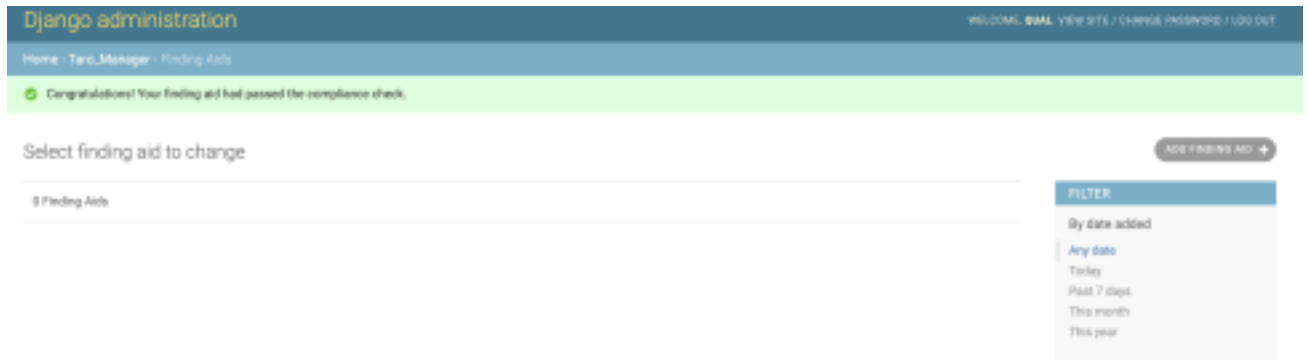 Django administration
WELCOME, QUAL. VIEW SITE / CHANGE PASSWORD / LOG OUT
Home › Taro_Manager › Finding Aids
Congratulations! Your finding aid had passed the compliance check.
Select finding aid to change
ADD FINDING AID +
0 Finding Aids
FILTER
By date added
Any date
Today
Past 7 days
This month
This year